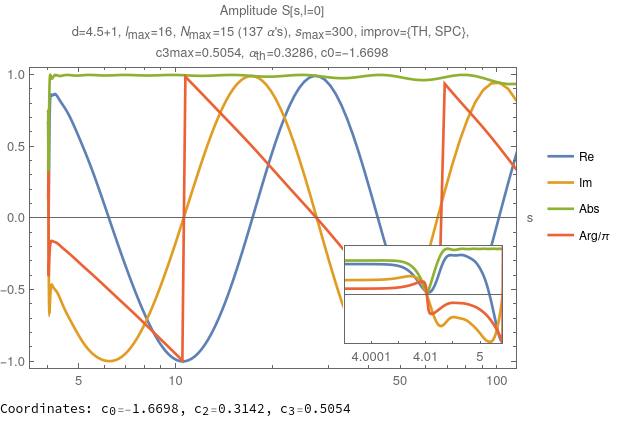 Amplitude S[s,l=0]
d=4.5+1, lmax=16, Nmax=15 (137 α's), smax=300, improv={TH, SPC},
c3max=0.5054, αth=0.3286, c0=-1.6698
1.0
0.5
0.0
-0.5
-1.0
5
10
50
100
s
Re
Im
Abs
Arg/π
4.0001
4.01
5
Coordinates: c0=-1.6698, c2=0.3142, c3=0.5054